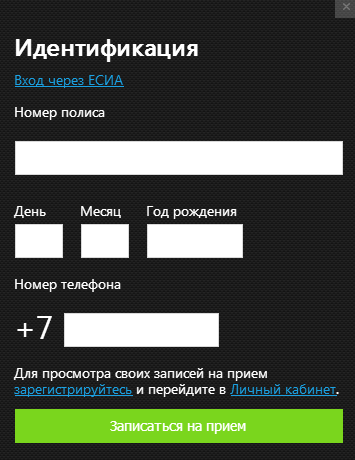 Идентификация
Вход через ЕСИА
Номер полиса
День Месяц Год рождения
Номер телефона
+7
Для просмотра своих записей на прием
зарегистрируйтесь и перейдите в Личный кабинет.
Записаться на прием